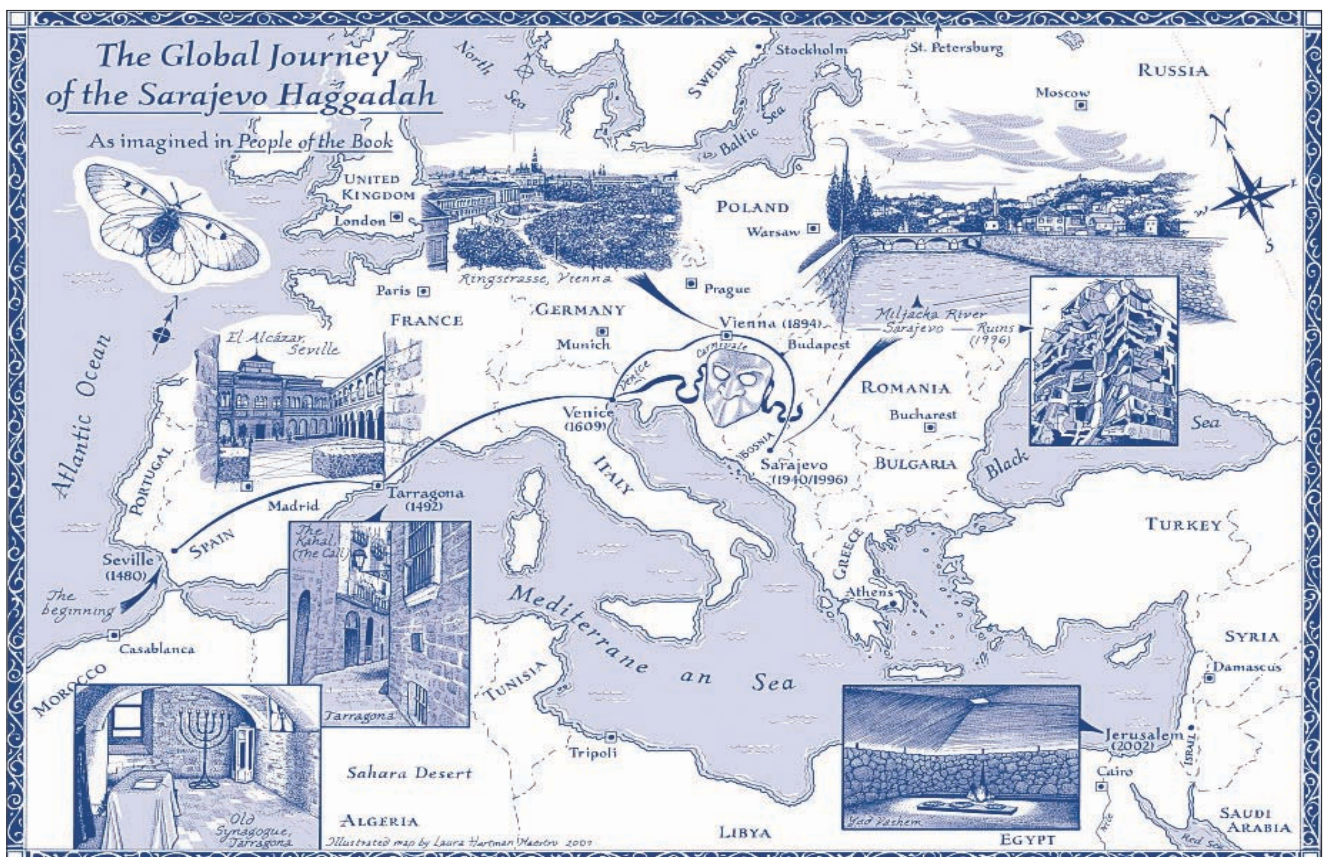 The Global Journey
of the Sarajevo Haggadah
As imagined in People of the Book
North
Sea
SWEDEN
Stockholm
St. Petersburg
RUSSIA
Moscow
Baltic Sea
N
E
S
W
UNITED
KINGDOM
London
POLAND
Warsaw
Ringstrasse, Vienna
Prague
Paris
FRANCE
GERMANY
Munich
Vienna (1894)
Budapest
Miljacka River
Sarajevo
Ruins
(1996)
El Alcázar,
Seville
Atlantic Ocean
Carnivale
Venice
Venice
(1609)
ROMANIA
Bucharest
Black
Sea
BOSNIA
Sarajevo
(1940/1996)
BULGARIA
ITALY
PORTUGAL
Madrid
Tarragona
(1492)
SPAIN
Seville
(1480)
The
beginning
The
Kahal,
(The Call)
TURKEY
GREECE
Athens
Casablanca
MOROCCO
Mediterrane an Sea
TUNISIA
Tarragona
SYRIA
Damascus
Jerusalem
(2002)
ISRAEL
Tripoli
Cairo
Sahara Desert
Old
Synagogue,
Tarragona
ALGERIA
Illustrated map by Laura Hartman Maestro 2007
LIBYA
Yad Vashem
EGYPT
Nile
Red Sea
SAUDI
ARABIA